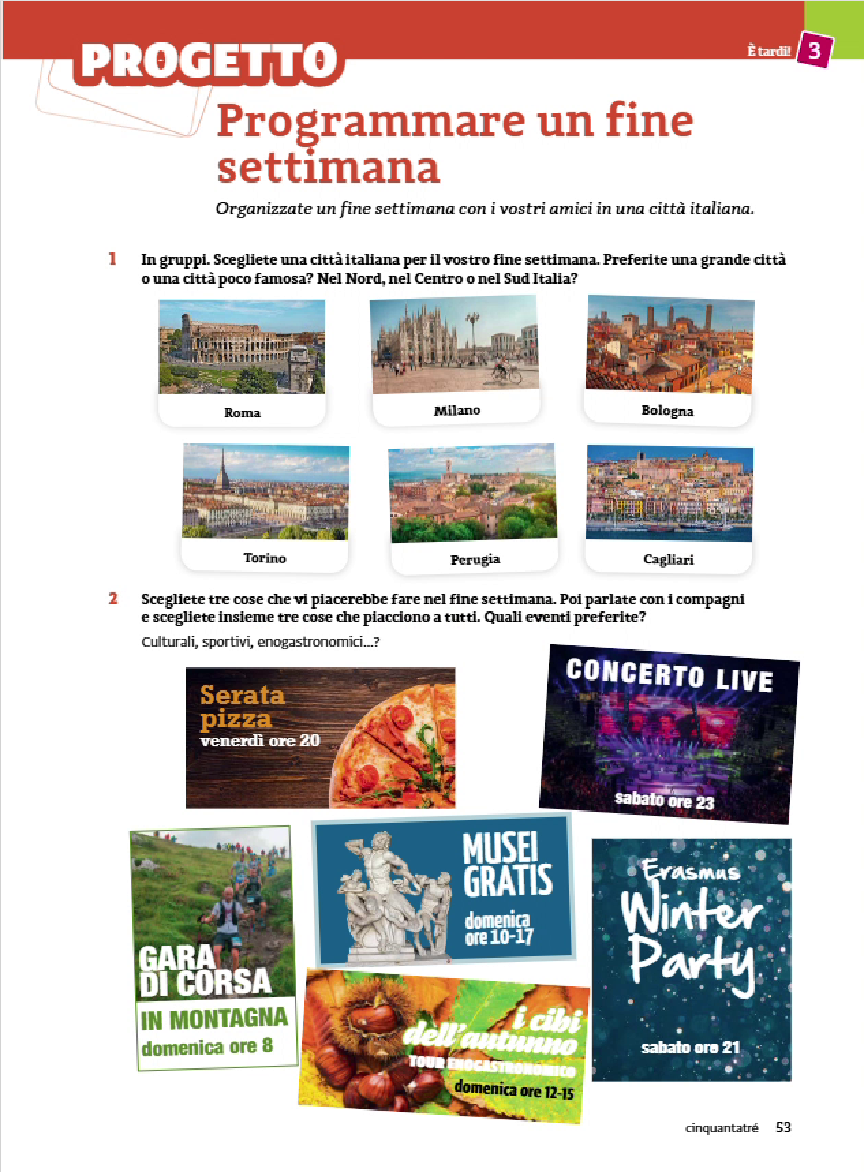 PROGETTO
È tardi! 3
Programmare un fine
settimana
Organizzate un fine settimana con i vostri amici in una città italiana.
1 In gruppi. Scegliete una città italiana per il vostro fine settimana. Preferite una grande città
o una città poco famosa? Nel Nord, nel Centro o nel Sud Italia?
Roma
Milano
Bologna
Torino
Perugia
Cagliari
2 Scegliete tre cose che vi piacerebbe fare nel fine settimana. Poi parlate con i compagni
e scegliete insieme tre cose che piacciono a tutti. Quali eventi preferite?
Culturali, sportivi, enogastronomici...?
Serata
pizza
venerdì ore 20
CONCERTO LIVE
sabato ore 23
GARA
DI CORSA
IN MONTAGNA
domenica ore 8
MUSEI
GRATIS
domenica
ore 10-17
Erasmus
Winter
Party
sabato ore 21
i cibi
dell'autunno
TOUR ENOGASTRONOMICO
domenica ore 12-15
cinquantatré 53